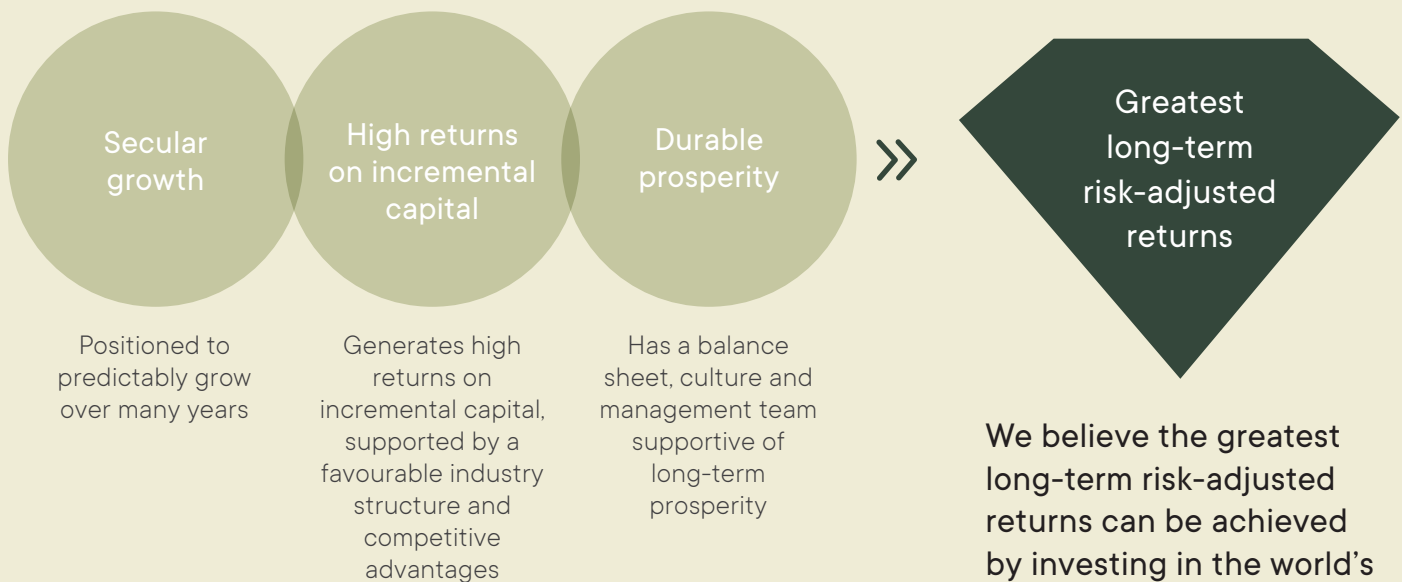 Secular
growth
High returns
on incremental
capital
Durable
prosperity
Greatest
long-term
risk-adjusted
returns
Positioned to
predictably grow
over many years
Generates high
returns on
incremental capital,
supported by a
favourable industry
structure and
competitive
advantages
Has a balance
sheet, culture and
management team
supportive of
long-term
prosperity
We believe the greatest
long-term risk-adjusted
returns can be achieved
by investing in the world’s